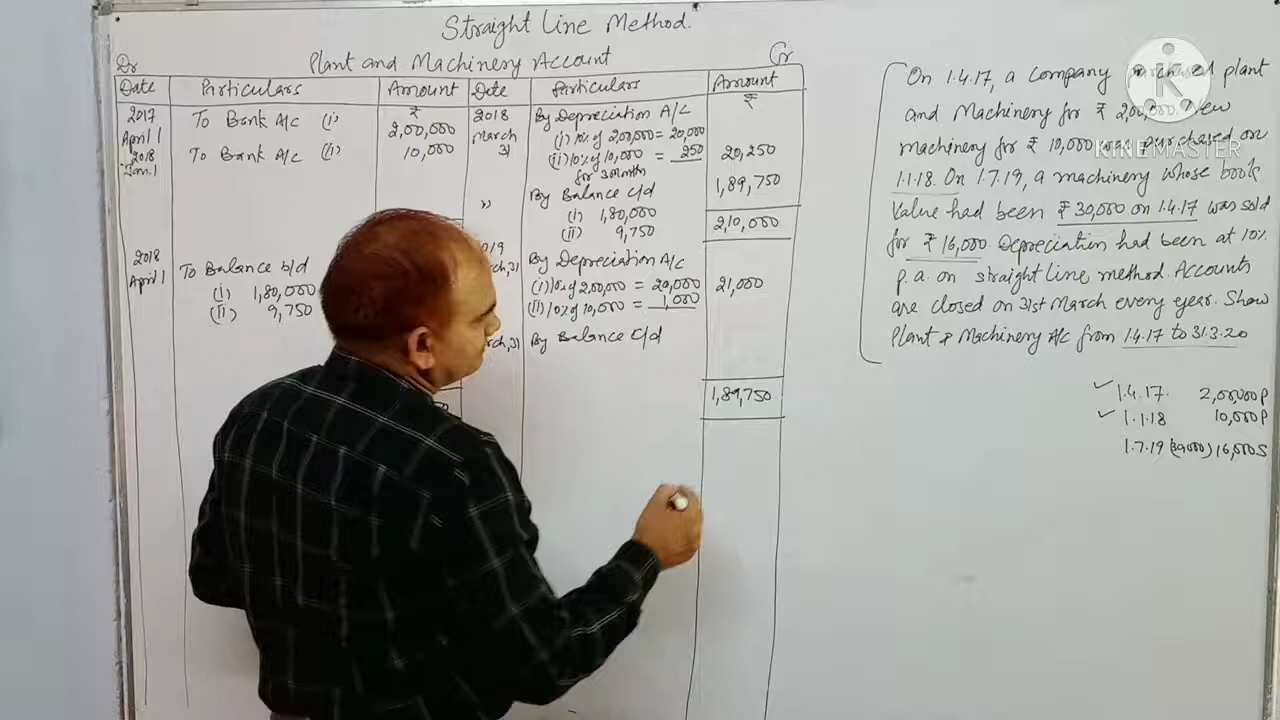 Straight Line Method.
Dr Plant and Machinery Account Cr
Date Particulars Amount Date Particulars Amount
2017 April 1 To Bank A/c (i) ₹ 2,00,000 2018 March 31 By Depreciation A/c ₹
(i) 10% of 2,00,000 = 20,000
2018 Jan. 1 To Bank A/c (ii) 10,000 (ii) 10% of 10,000 = 250 20,250
for 3 months
" By Balance c/d 1,89,750
(i) 1,80,000
(ii) 9,750 2,10,000
2018 April 1 To Balance b/d 2019 March, 31 By Depreciation A/c
(i) 1,80,000 (i) 10% of 2,00,000 = 20,000 21,000
(ii) 9,750 (ii) 10% of 10,000 = 1,000
March, 31 By Balance c/d
1,89,750
On 1.4.17, a company purchased plant
and Machinery for ₹ 2,00,000. New
machinery for ₹ 10,000 was purchased on
1.1.18. On 1.7.19, a machinery whose book
Value had been ₹ 30,000 on 1.4.17 was sold
for ₹ 16,000 Depreciation had been at 10%
p.a. on straight line method. Accounts
are closed on 31st March every year. Show
Plant & Machinery A/c from 1.4.17 to 31.3.20
✓ 1.4.17. 2,00,000 P
✓ 1.1.18 10,000 P
1.7.19 (30,000) 16,000 S
KINEMASTER